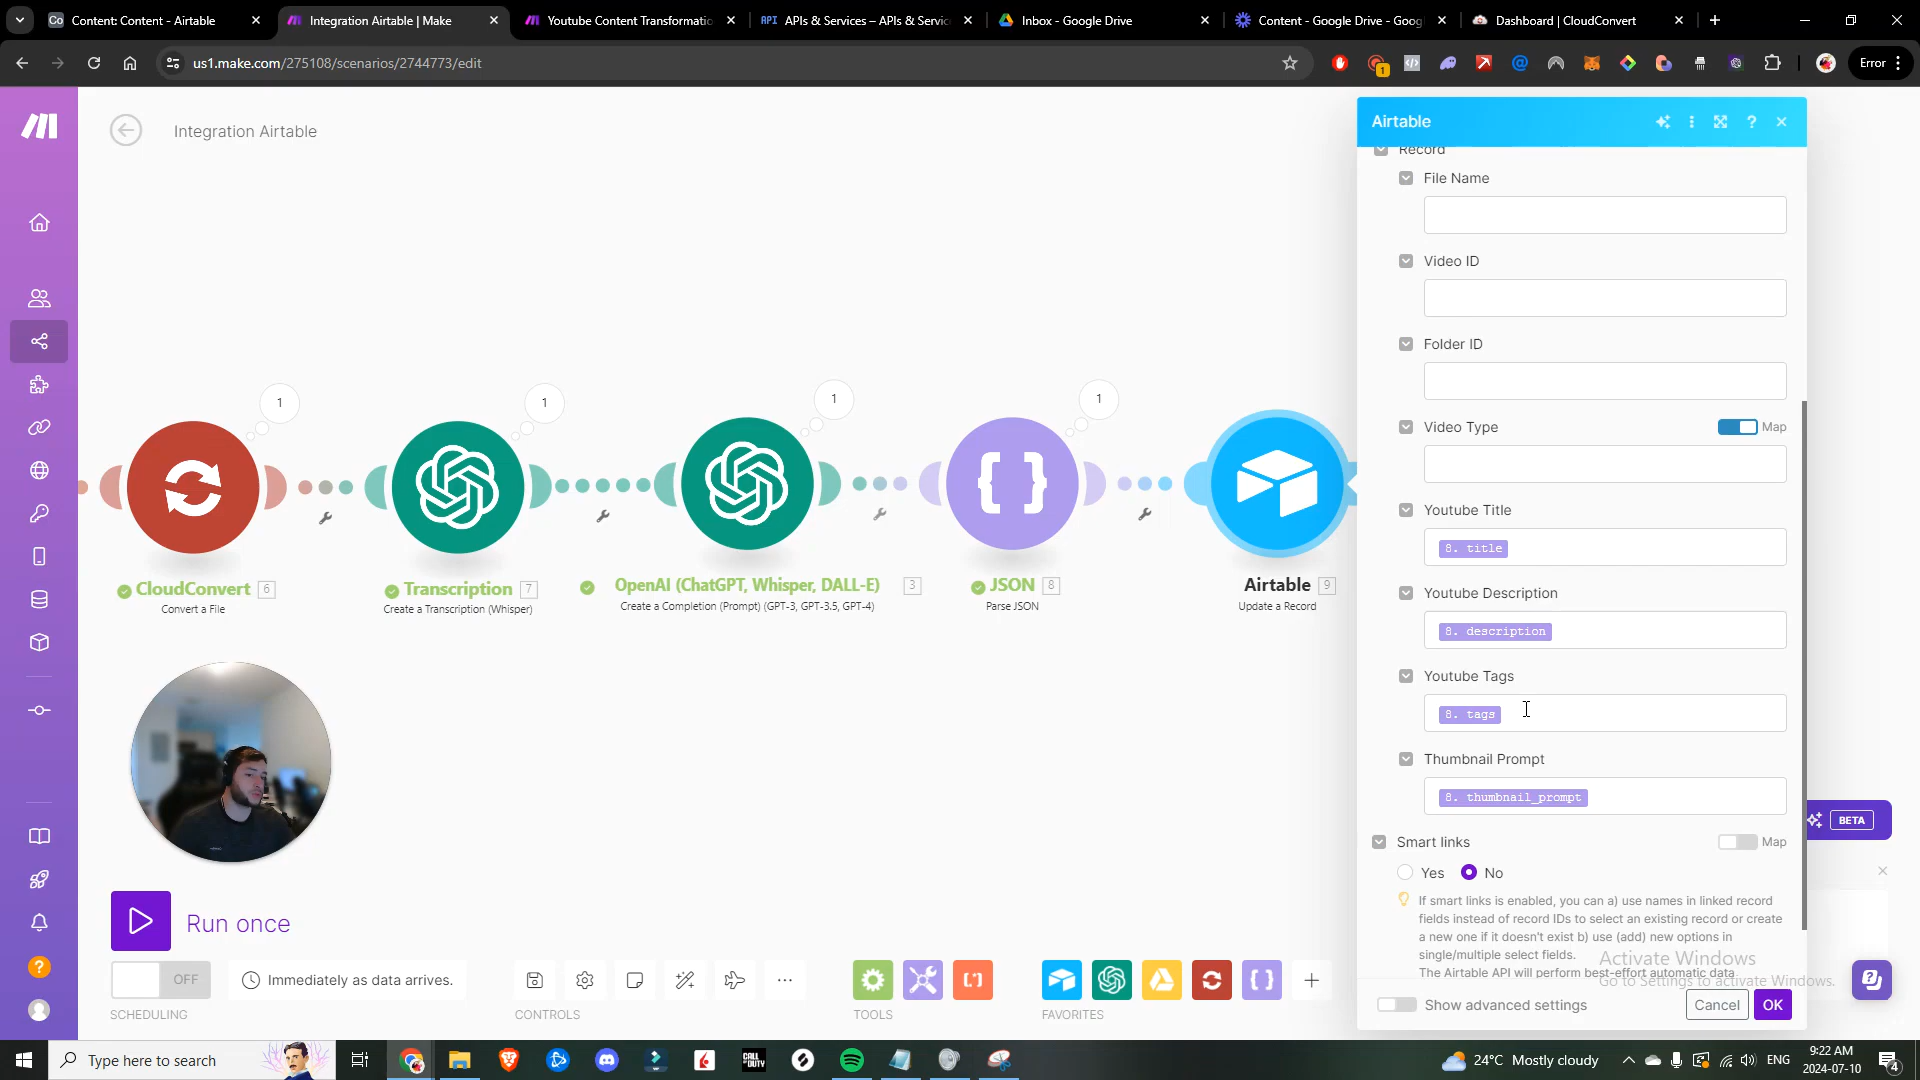 Content: Content - Airtable
Integration Airtable | Make
Youtube Content Transformatio
API APIs & Services – APIs & Servic
Inbox - Google Drive
Content - Google Drive - Goog
Dashboard | CloudConvert
us1.make.com/275108/scenarios/2744773/edit
1
Error
Integration Airtable
Airtable
Record
File Name
Video ID
Folder ID
Video Type
Map
Youtube Title
8. title
Youtube Description
8. description
Youtube Tags
8. tags
Thumbnail Prompt
8. thumbnail_prompt
Smart links
Map
Yes
No
If smart links is enabled, you can a) use names in linked record
fields instead of record IDs to select an existing record or create
a new one if it doesn't exist b) use (add) new options in
single/multiple select fields.
The Airtable API will perform best-effort automatic data
Show advanced settings
Cancel
OK
1
1
1
1
CloudConvert 6
Convert a File
Transcription 7
Create a Transcription (Whisper)
OpenAI (ChatGPT, Whisper, DALL-E) 3
Create a Completion (Prompt) (GPT-3, GPT-3.5, GPT-4)
JSON 8
Parse JSON
Airtable 9
Update a Record
BETA
Run once
OFF
Immediately as data arrives.
SCHEDULING
CONTROLS
TOOLS
FAVORITES
Activate Windows
Go to Settings to activate Windows.
Type here to search
CALL DUTY
24°C Mostly cloudy
ENG
9:22 AM
2024-07-10
4